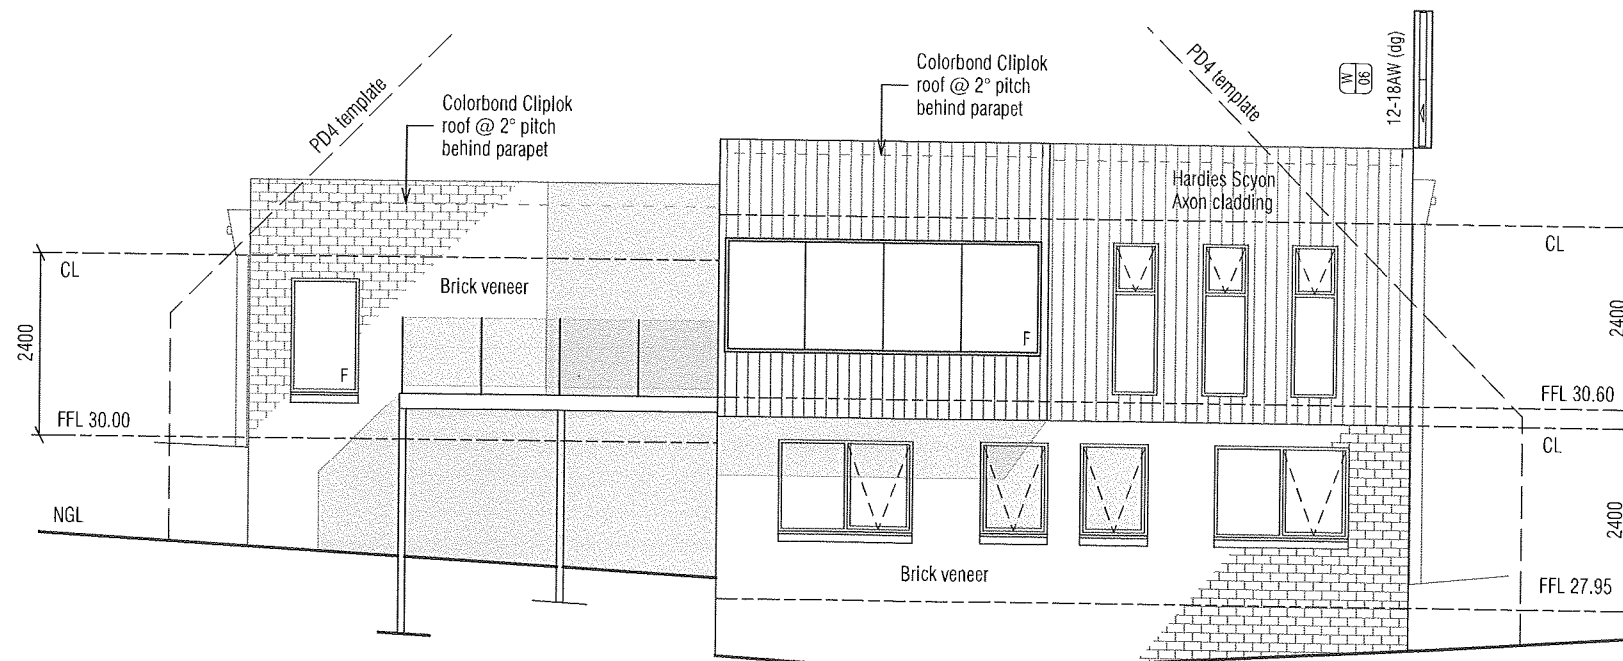 PD4 template
Colorbond Cliplok
roof @ 2° pitch
behind parapet
Colorbond Cliplok
roof @ 2° pitch
behind parapet
PD4 template
W
06
12-18AW (dg)
Hardies Scyon
Axon cladding
CL
CL
Brick veneer
2400
2400
F
F
FFL 30.00
FFL 30.60
CL
NGL
2400
Brick veneer
FFL 27.95